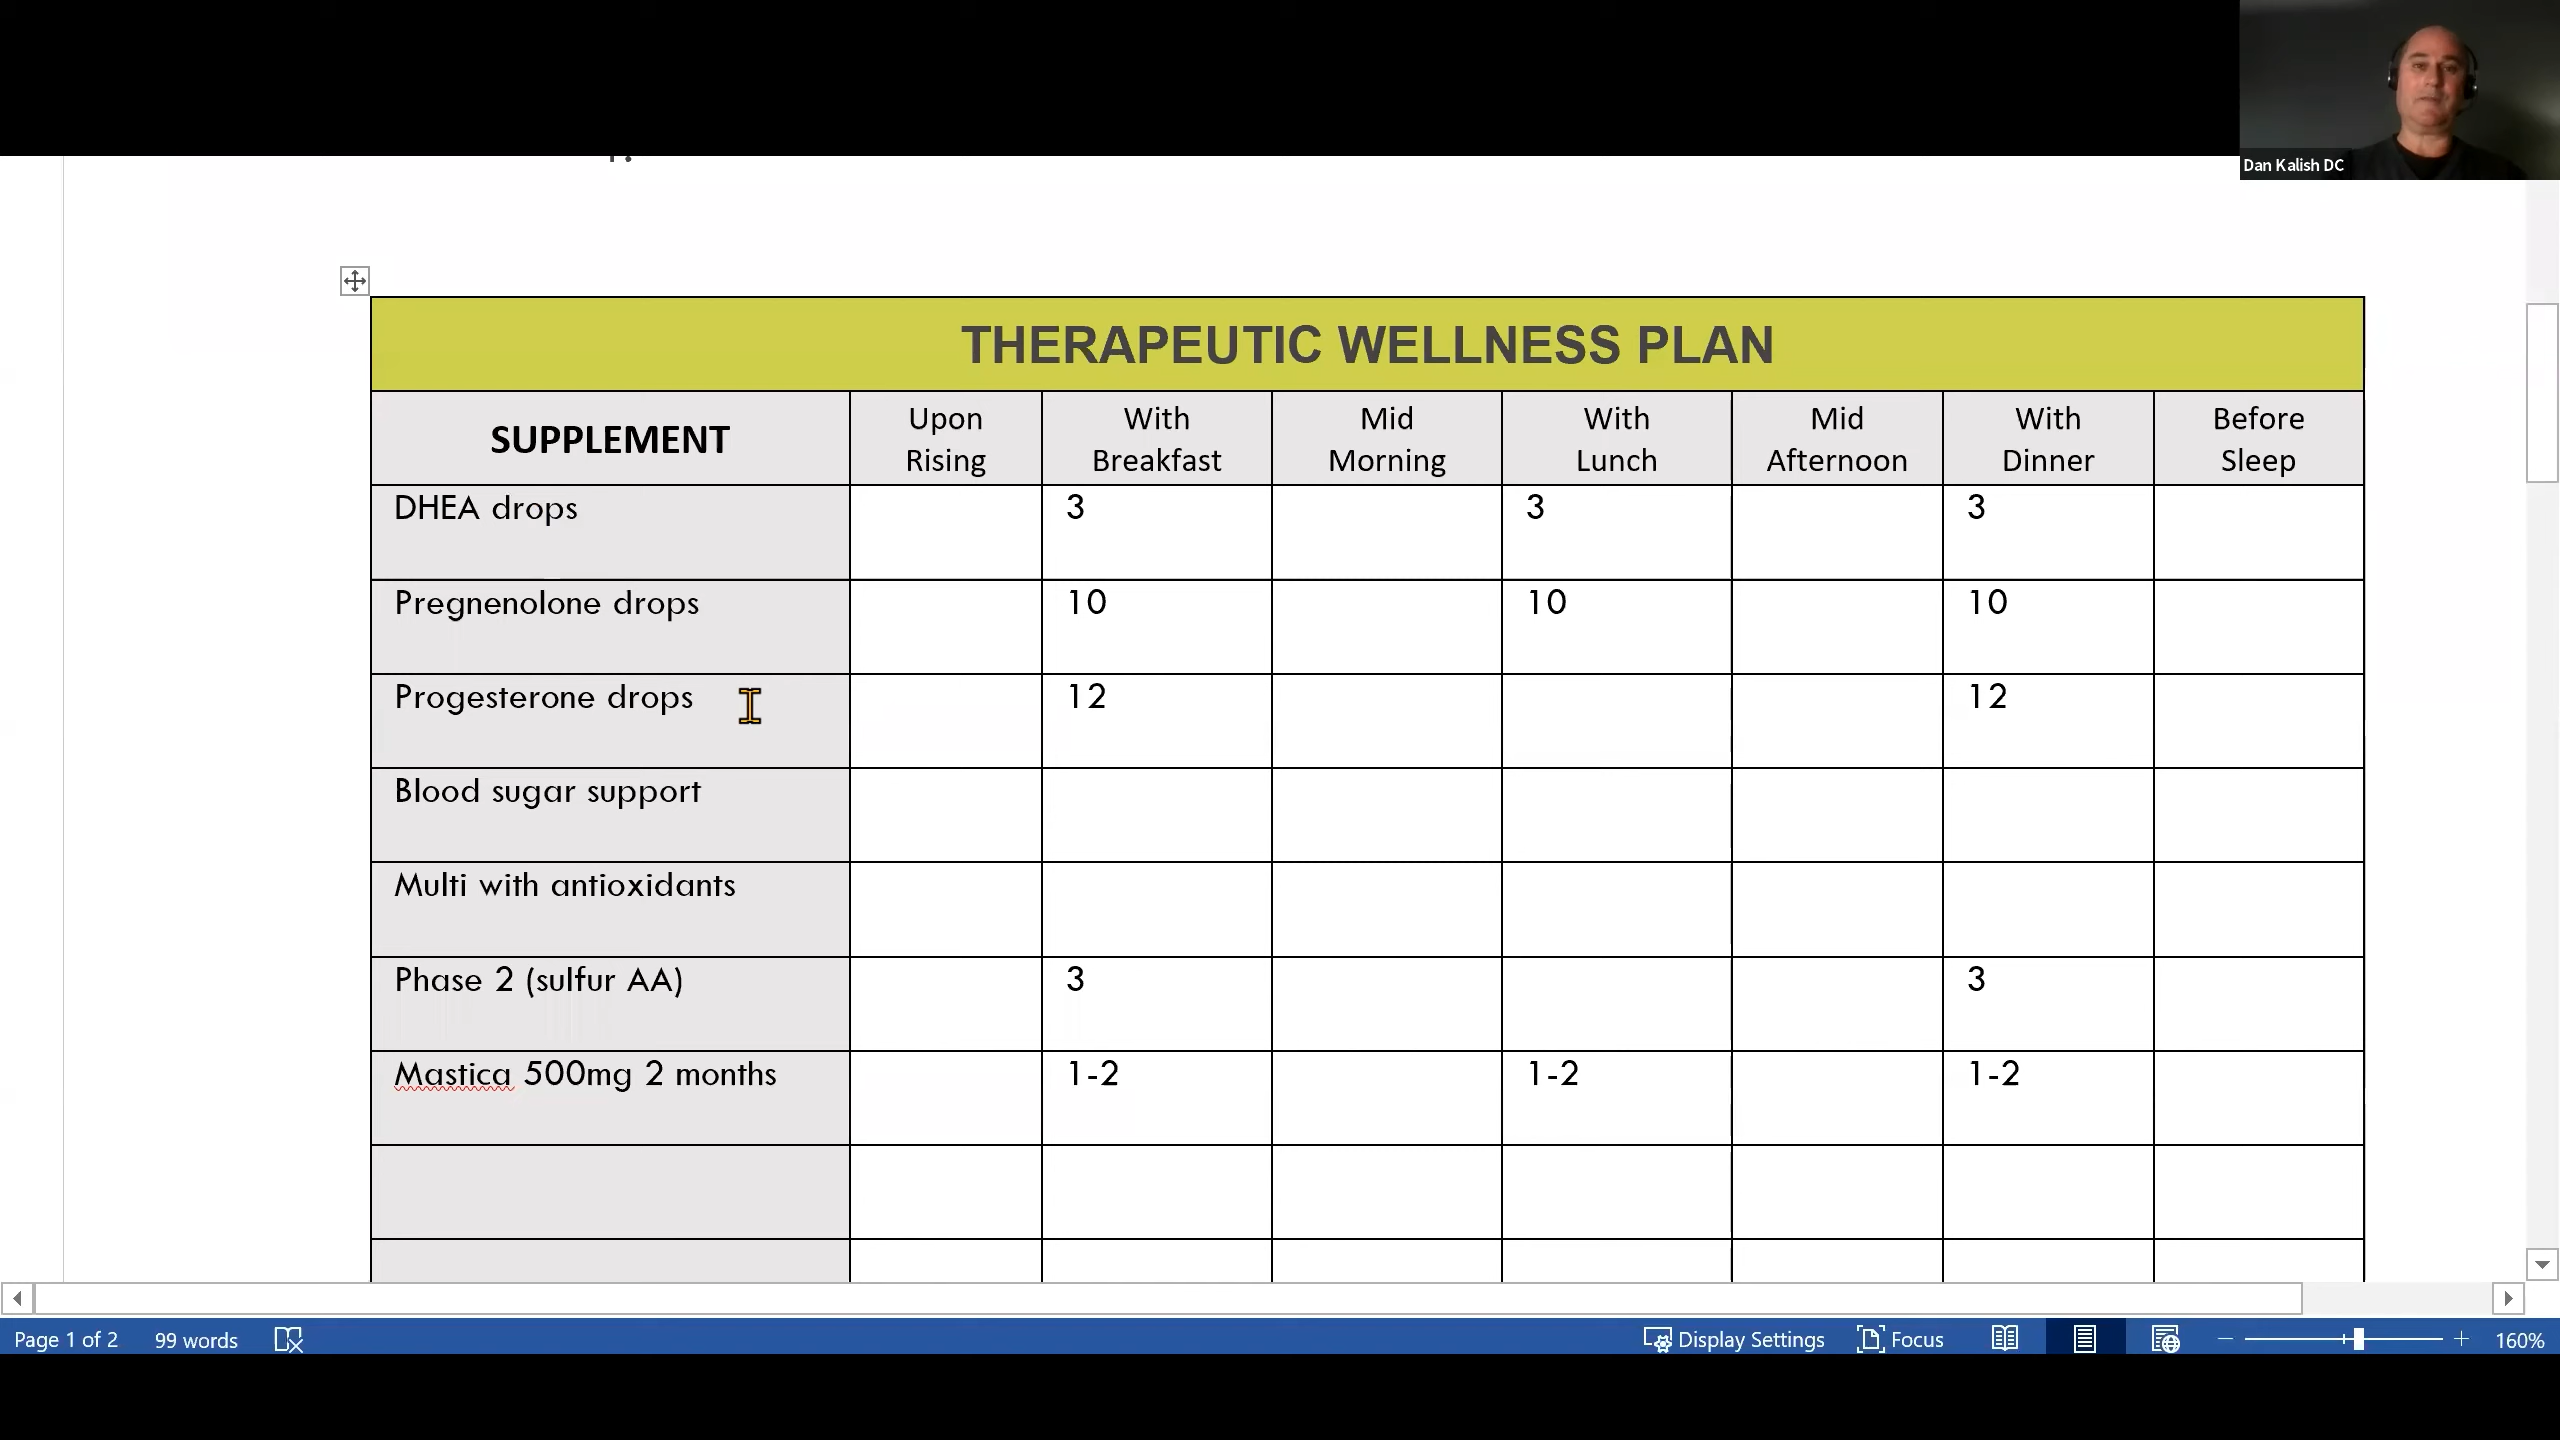 Dan Kalish DC
THERAPEUTIC WELLNESS PLAN
SUPPLEMENT Upon Rising With Breakfast Mid Morning With Lunch Mid Afternoon With Dinner Before Sleep
DHEA drops 3 3 3
Pregnenolone drops 10 10 10
Progesterone drops 12 12
Blood sugar support
Multi with antioxidants
Phase 2 (sulfur AA) 3 3
Mastica 500mg 2 months 1-2 1-2 1-2
Page 1 of 2 99 words Display Settings Focus 160%